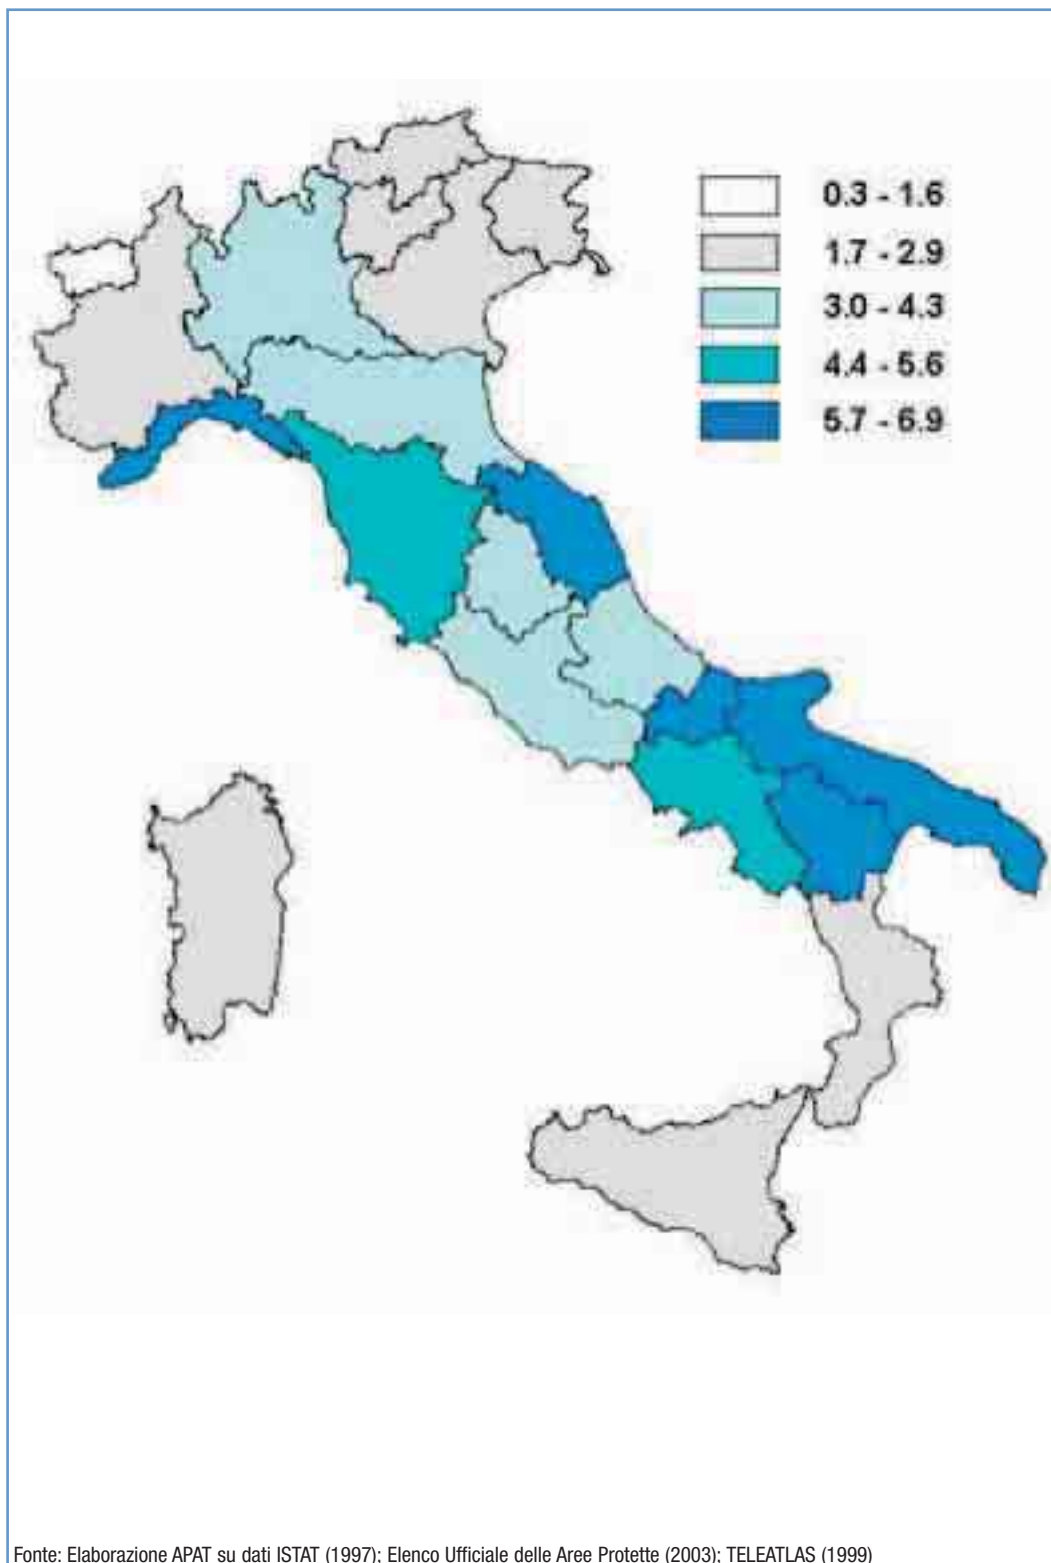 0.3 - 1.6
1.7 - 2.9
3.0 - 4.3
4.4 - 5.6
5.7 - 6.9
Fonte: Elaborazione APAT su dati ISTAT (1997); Elenco Ufficiale delle Aree Protette (2003); TELEATLAS (1999)